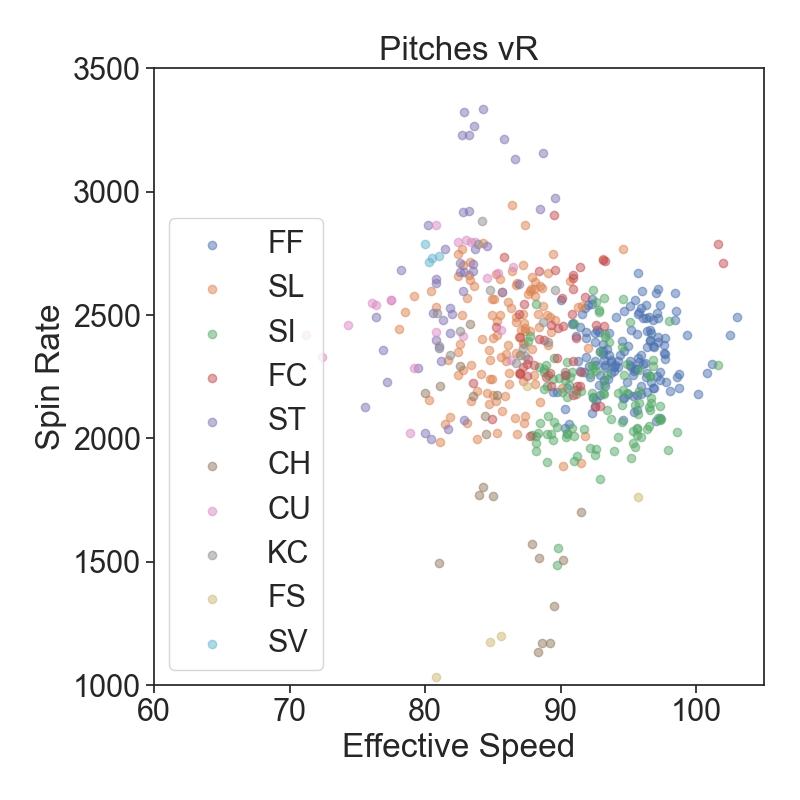 Pitches vR
3500
3000
2500
2000
1500
1000
Spin Rate
FF
SL
SI
FC
ST
CH
CU
KC
FS
SV
60 70 80 90 100
Effective Speed